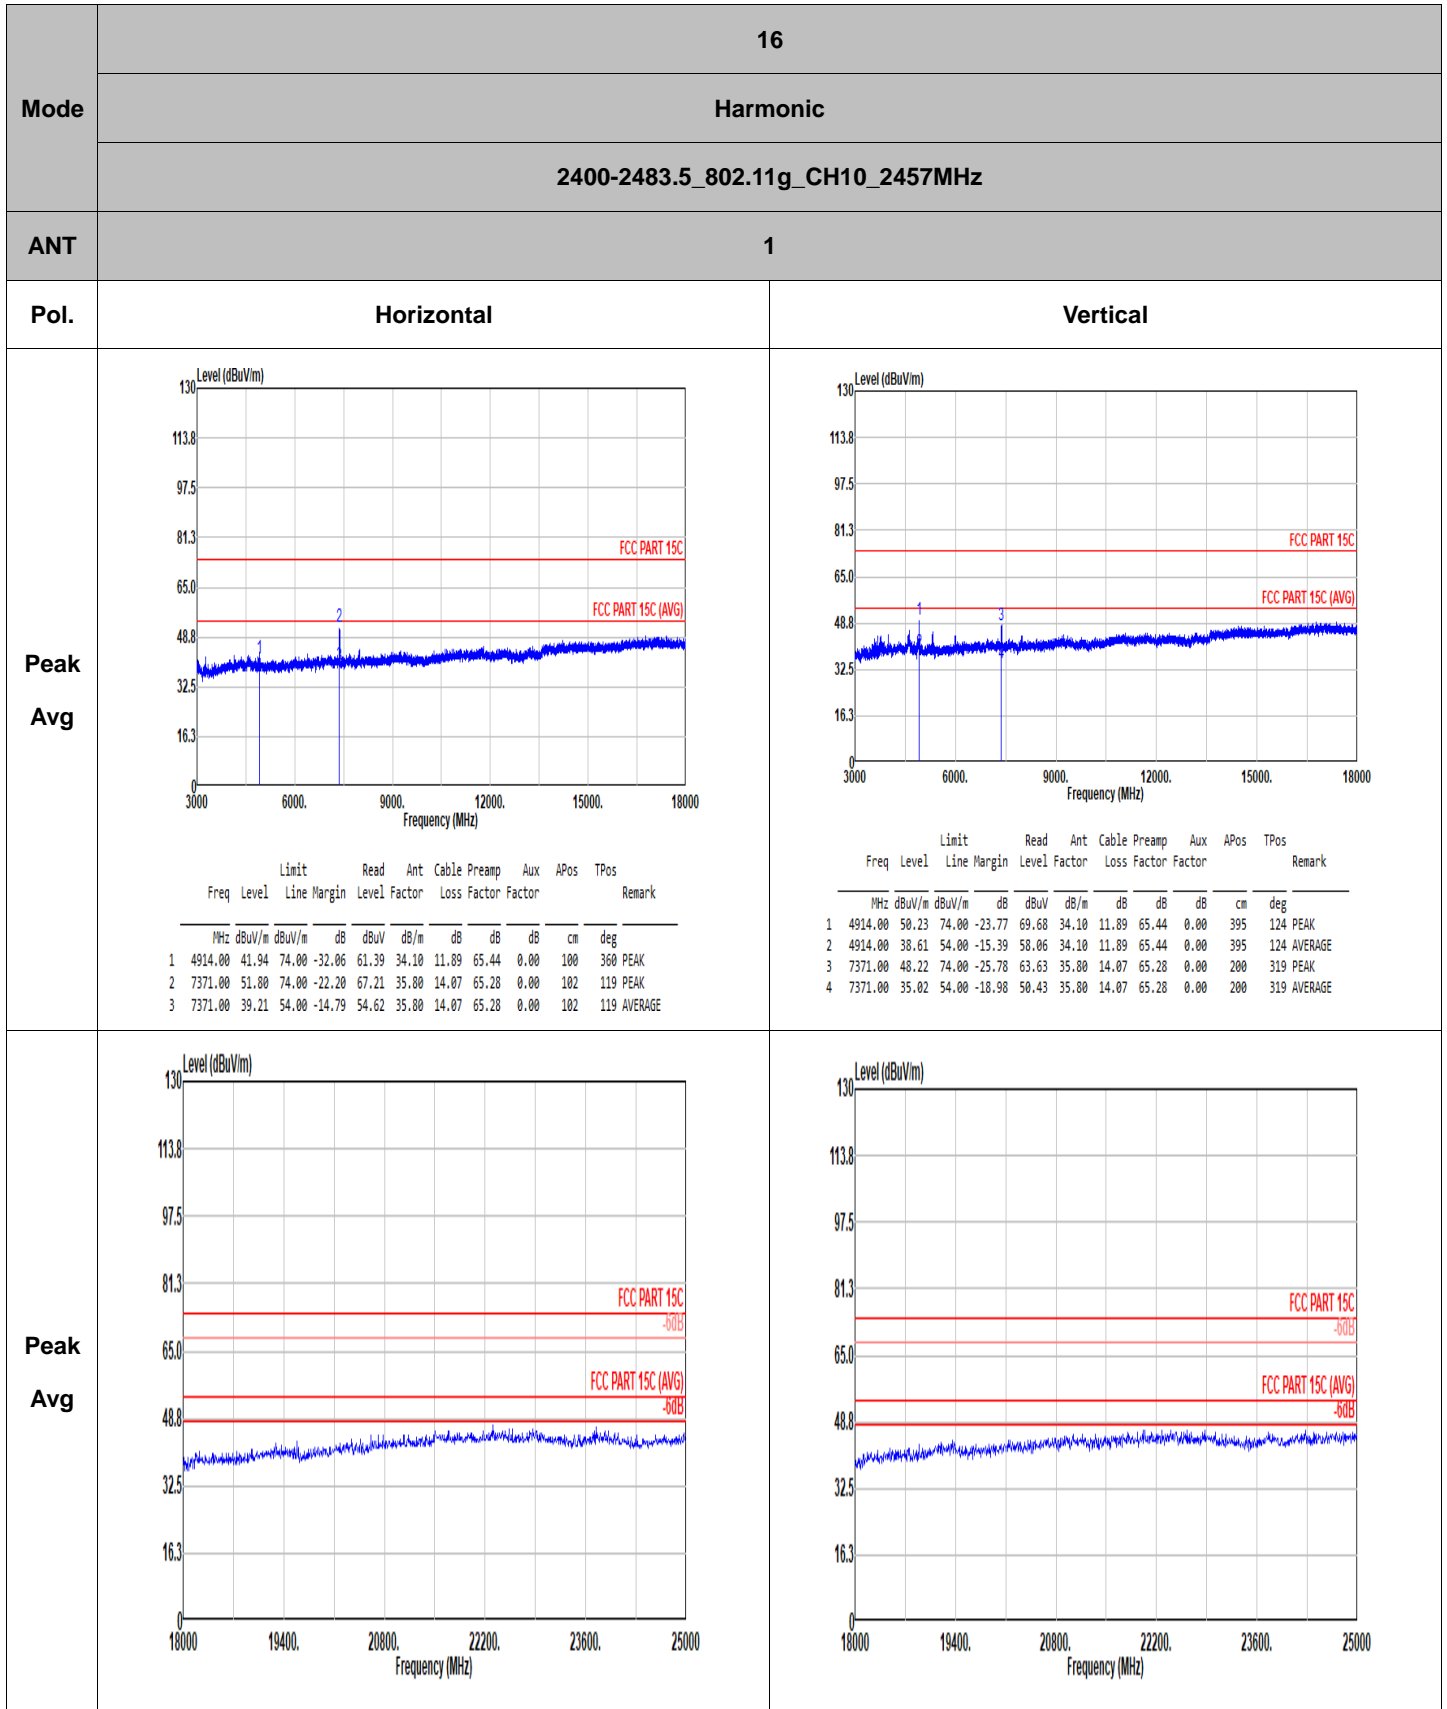 Mode
16
Harmonic
2400-2483.5_802.11g_CH10_2457MHz
ANT
1
Pol.
Horizontal
Vertical
Peak
Avg
Level (dBuV/m)
130
113.8
97.5
81.3
65.0
48.8
32.5
16.3
0
FCC PART 15C
FCC PART 15C (AVG)
1
2
3000 6000. 9000. 12000. 15000. 18000
Frequency (MHz)
Limit Read Ant Cable Preamp Aux APos TPos
Freq Level Line Margin Level Factor Loss Factor Factor Remark
MHz dBuV/m dBuV/m dB dBuV dB/m dB dB dB cm deg
1 4914.00 41.94 74.00 -32.06 61.39 34.10 11.89 65.44 0.00 100 360 PEAK
2 7371.00 51.80 74.00 -22.20 67.21 35.80 14.07 65.28 0.00 102 119 PEAK
3 7371.00 39.21 54.00 -14.79 54.62 35.80 14.07 65.28 0.00 102 119 AVERAGE
Level (dBuV/m)
130
113.8
97.5
81.3
65.0
48.8
32.5
16.3
0
FCC PART 15C
FCC PART 15C (AVG)
1
2
3
4
3000 6000. 9000. 12000. 15000. 18000
Frequency (MHz)
Limit Read Ant Cable Preamp Aux APos TPos
Freq Level Line Margin Level Factor Loss Factor Factor Remark
MHz dBuV/m dBuV/m dB dBuV dB/m dB dB dB cm deg
1 4914.00 50.23 74.00 -23.77 69.68 34.10 11.89 65.44 0.00 395 124 PEAK
2 4914.00 38.61 54.00 -15.39 58.06 34.10 11.89 65.44 0.00 395 124 AVERAGE
3 7371.00 48.22 74.00 -25.78 63.63 35.80 14.07 65.28 0.00 200 319 PEAK
4 7371.00 35.02 54.00 -18.98 50.43 35.80 14.07 65.28 0.00 200 319 AVERAGE
Peak
Avg
Level (dBuV/m)
130
113.8
97.5
81.3
65.0
48.8
32.5
16.3
0
FCC PART 15C
-6dB
FCC PART 15C (AVG)
-6dB
18000 19400. 20800. 22200. 23600. 25000
Frequency (MHz)
Level (dBuV/m)
130
113.8
97.5
81.3
65.0
48.8
32.5
16.3
0
FCC PART 15C
-6dB
FCC PART 15C (AVG)
-6dB
18000 19400. 20800. 22200. 23600. 25000
Frequency (MHz)